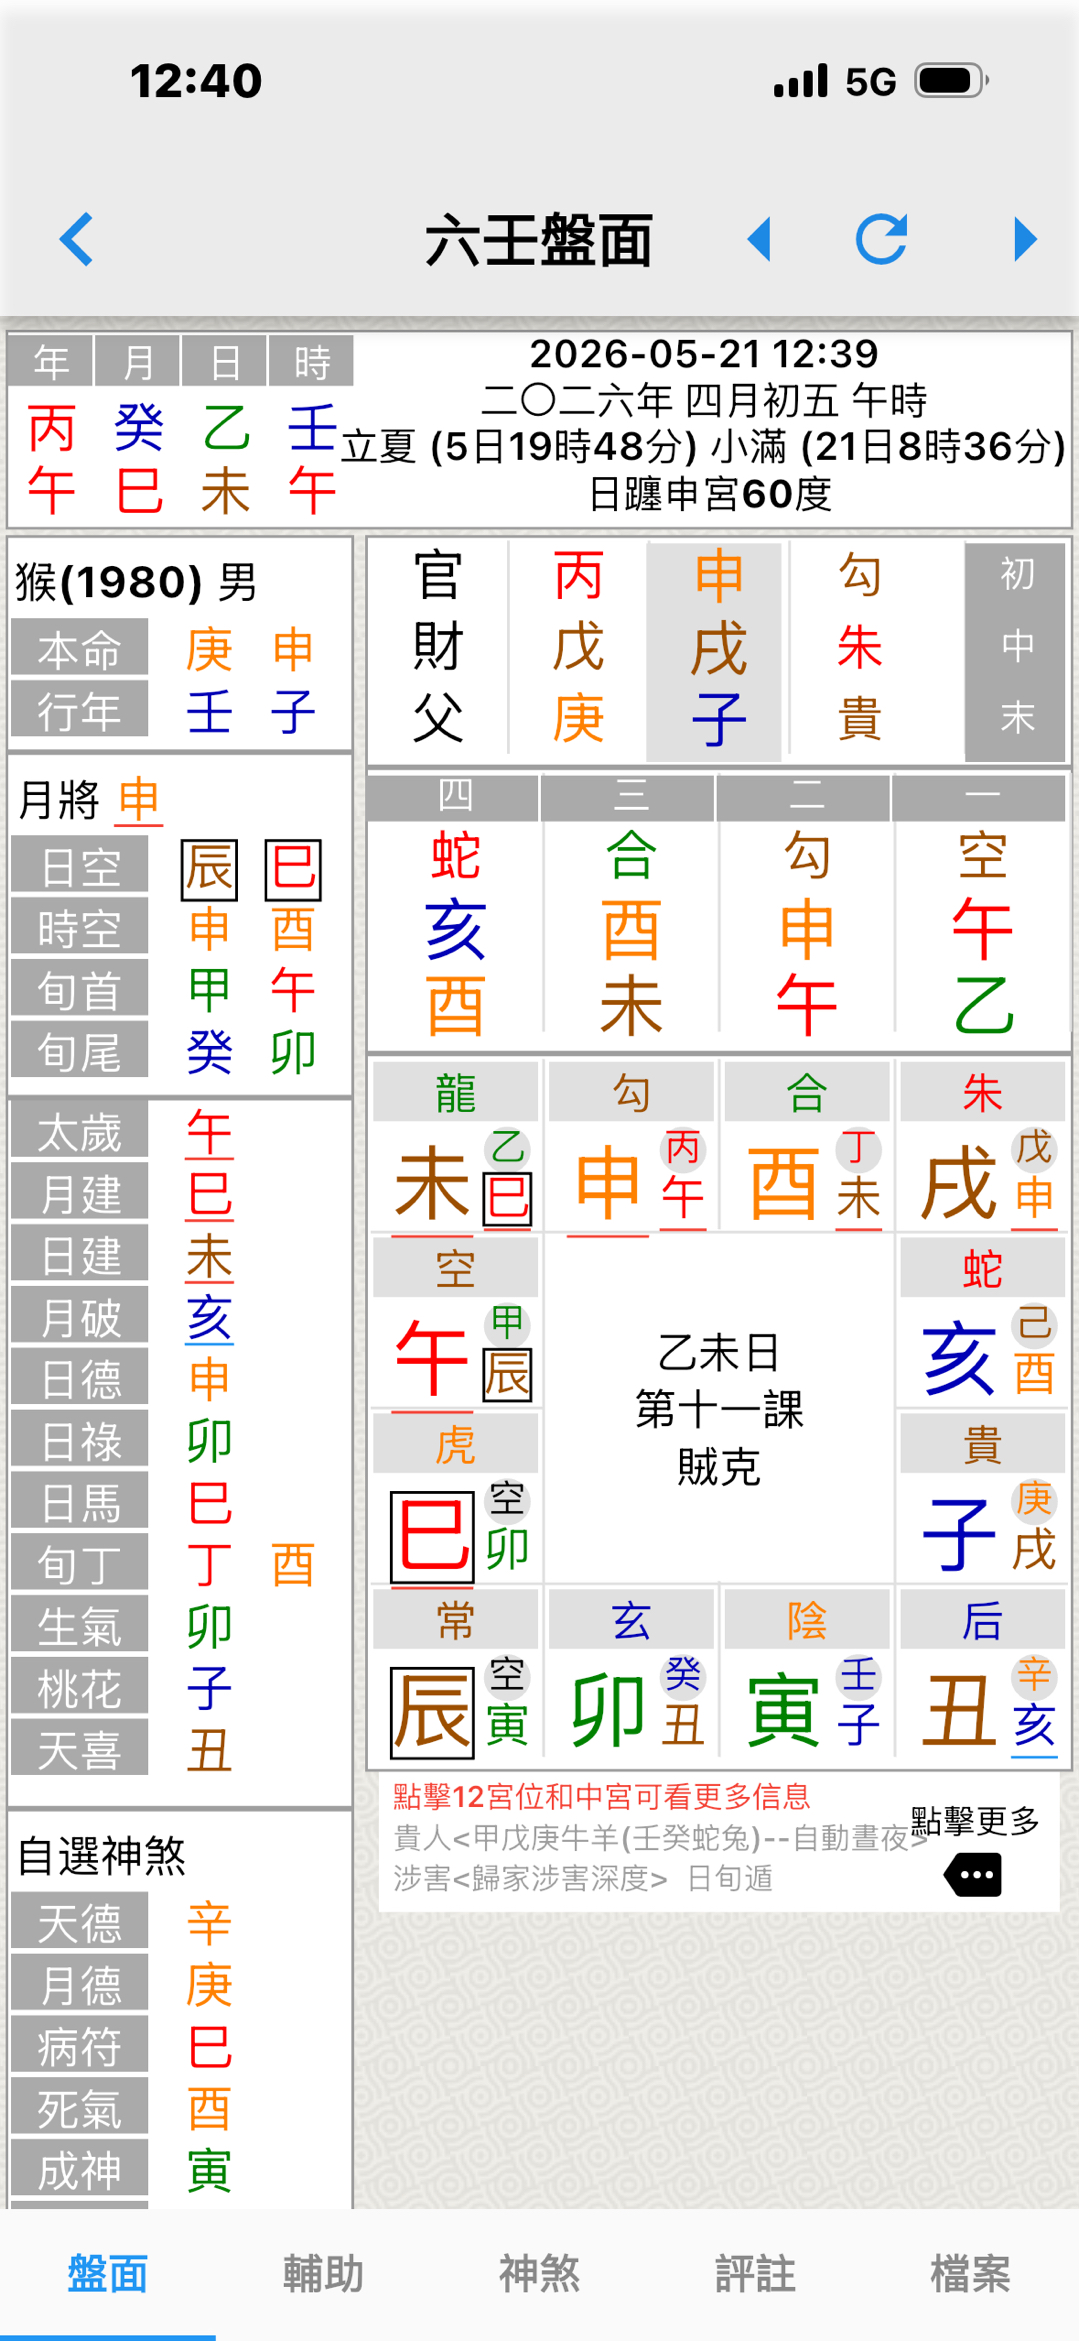 12:40
5G
六壬盤面
年 月 日 時
丙 癸 乙 壬
午 巳 未 午
2026-05-21 12:39
二〇二六年 四月初五 午時
立夏 (5日19時48分) 小滿 (21日8時36分)
日躔申宮60度
猴(1980) 男
本命 庚 申
行年 壬 子
月將 申
日空 辰 巳
時空 申 酉
旬首 甲 午
旬尾 癸 卯
太歲 午
月建 巳
日建 未
月破 亥
日德 申
日祿 卯
日馬 巳
旬丁 丁 酉
生氣 卯
桃花 子
天喜 丑
自選神煞
天德 辛
月德 庚
病符 巳
死氣 酉
成神 寅
官 丙 申 勾 初
財 戊 戌 朱 中
父 庚 子 貴 末
四 三 二 一
蛇 合 勾 空
亥 酉 申 午
酉 未 午 乙
龍 勾 合 朱
未 乙 巳 申 丙 午 酉 丁 未 戌 戊 申
空 蛇
午 甲 辰 亥 己 酉
乙未日
第十一課
賊克
虎 貴
巳 空 卯 子 庚 戌
常 玄 陰 后
辰 空 寅 卯 癸 丑 寅 壬 子 丑 辛 亥
點擊12宮位和中宮可看更多信息
貴人<甲戊庚牛羊(壬癸蛇兔)--自動晝夜>
涉害<歸家涉害深度> 日旬遁
點擊更多
盤面 輔助 神煞 評註 檔案